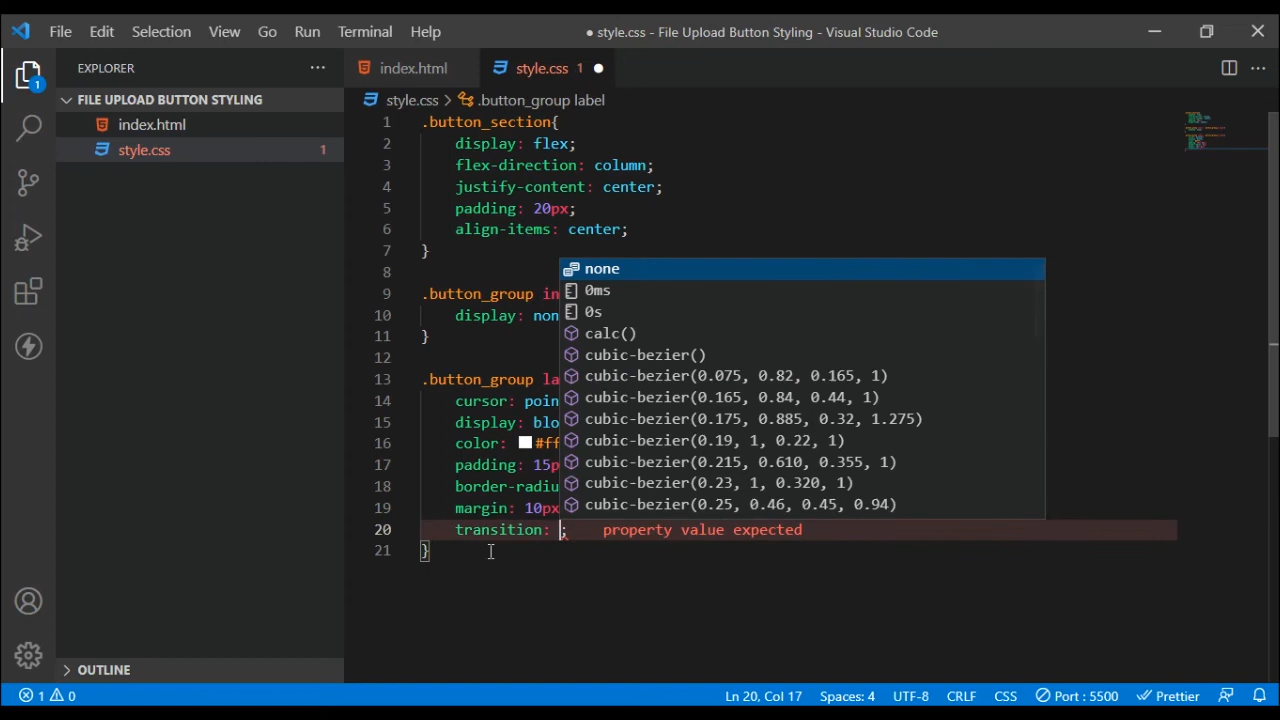 File Edit Selection View Go Run Terminal Help
● style.css - File Upload Button Styling - Visual Studio Code
EXPLORER
1
FILE UPLOAD BUTTON STYLING
index.html
style.css 1
OUTLINE
index.html
style.css 1
style.css > .button_group label
1 .button_section{
2 display: flex;
3 flex-direction: column;
4 justify-content: center;
5 padding: 20px;
6 align-items: center;
7 }
8
9 .button_group in
10 display: non
11 }
12
13 .button_group la
14 cursor: poin
15 display: blo
16 color: #ff
17 padding: 15p
18 border-radiu
19 margin: 10px
20 transition: ; property value expected
21 }
none
0ms
0s
calc()
cubic-bezier()
cubic-bezier(0.075, 0.82, 0.165, 1)
cubic-bezier(0.165, 0.84, 0.44, 1)
cubic-bezier(0.175, 0.885, 0.32, 1.275)
cubic-bezier(0.19, 1, 0.22, 1)
cubic-bezier(0.215, 0.610, 0.355, 1)
cubic-bezier(0.23, 1, 0.320, 1)
cubic-bezier(0.25, 0.46, 0.45, 0.94)
1 0 Ln 20, Col 17 Spaces: 4 UTF-8 CRLF CSS Port : 5500 Prettier